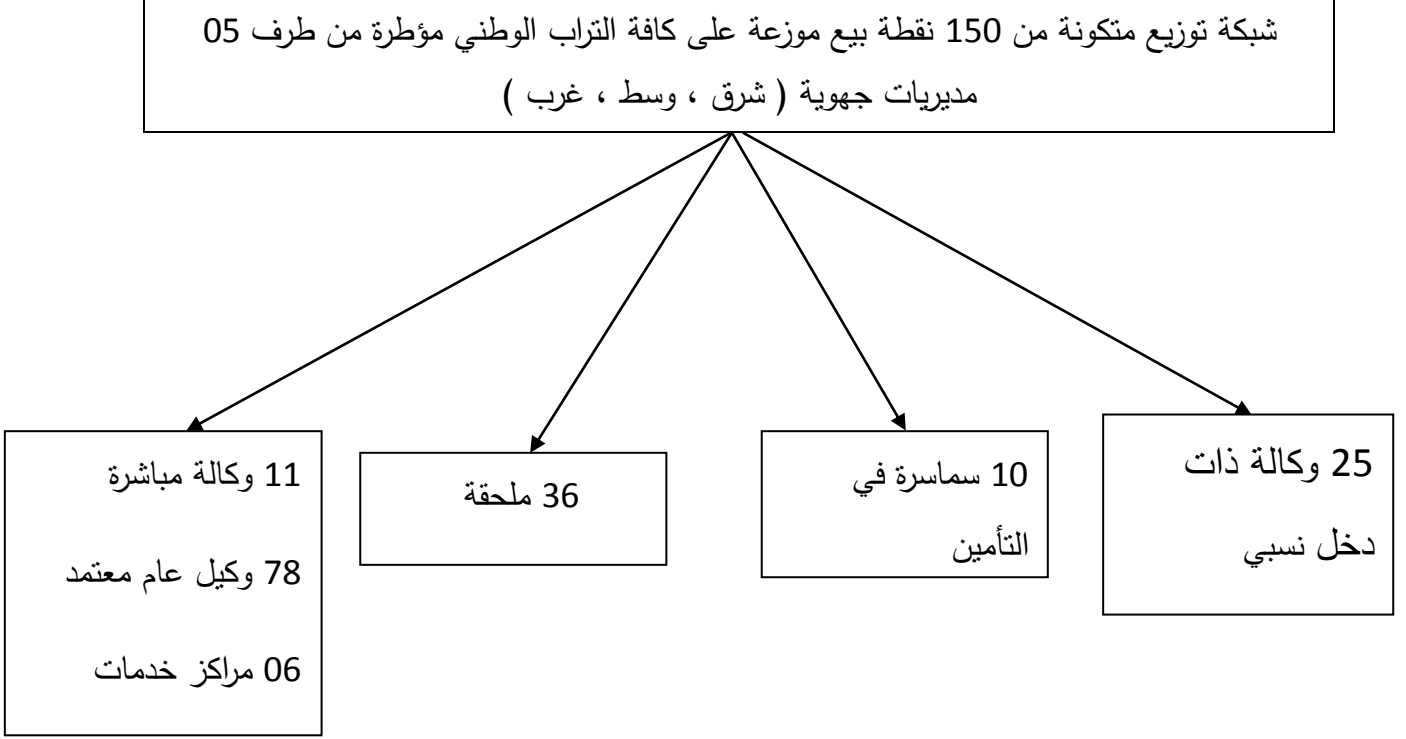 شبكة توزيع متكونة من 150 نقطة بيع موزعة على كافة التراب الوطني مؤطرة من طرف 05
مديريات جهوية ( شرق ، وسط ، غرب )
25 وكالة ذات
دخل نسبي
10 سماسرة في
التأمين
36 ملحقة
11 وكالة مباشرة
78 وكيل عام معتمد
06 مراكز خدمات